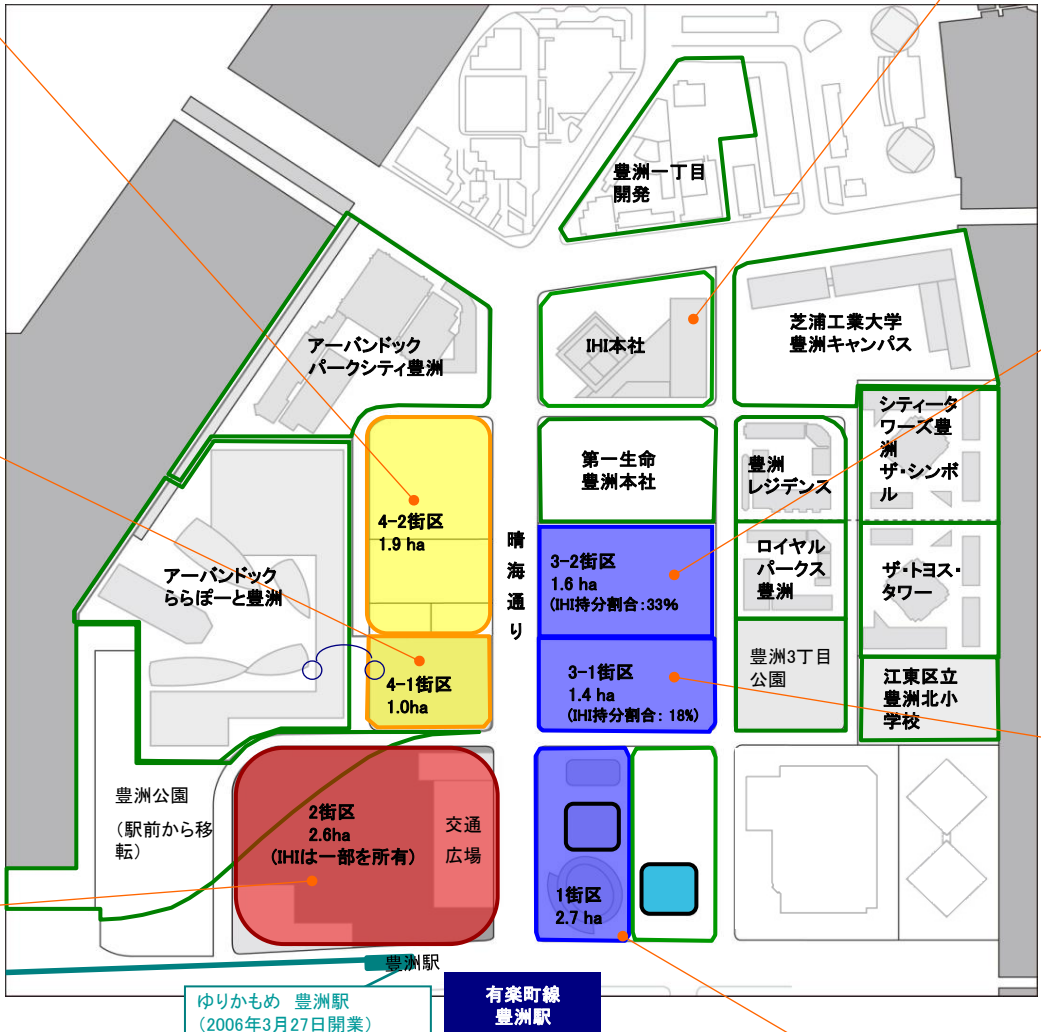 豊洲一丁目
開発
芝浦工業大学
豊洲キャンパス
IHI本社
アーバンドック
パークシティ豊洲
シティータ
ワーズ豊
洲
ザ・シンボ
ル
第一生命
豊洲本社
豊洲
レジデンス
4-2街区
1.9 ha
晴
海
通
り
3-2街区
1.6 ha
(IHI持分割合:33%
ロイヤル
パークス
豊洲
ザ・トヨス・
タワー
アーバンドック
ららぽーと豊洲
4-1街区
1.0ha
3-1街区
1.4 ha
(IHI持分割合: 18%)
豊洲3丁目
公園
江東区立
豊洲北小
学校
豊洲公園
(駅前から移
転)
2街区
2.6ha
(IHIは一部を所有)
交通
広場
1街区
2.7 ha
豊洲駅
ゆりかもめ 豊洲駅
(2006年3月27日開業)
有楽町線
豊洲駅